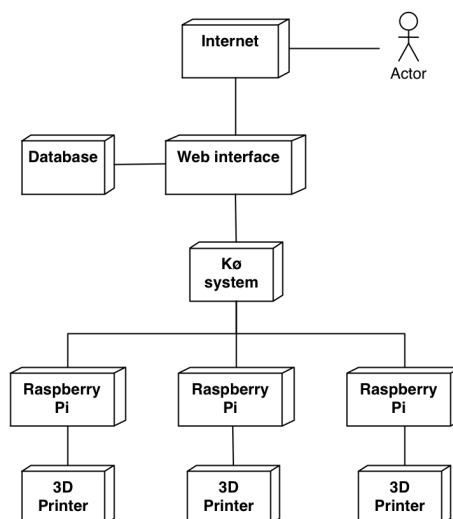 Internet
Actor
Database
Web interface
Kø
system
Raspberry
Pi
Raspberry
Pi
Raspberry
Pi
3D
Printer
3D
Printer
3D
Printer